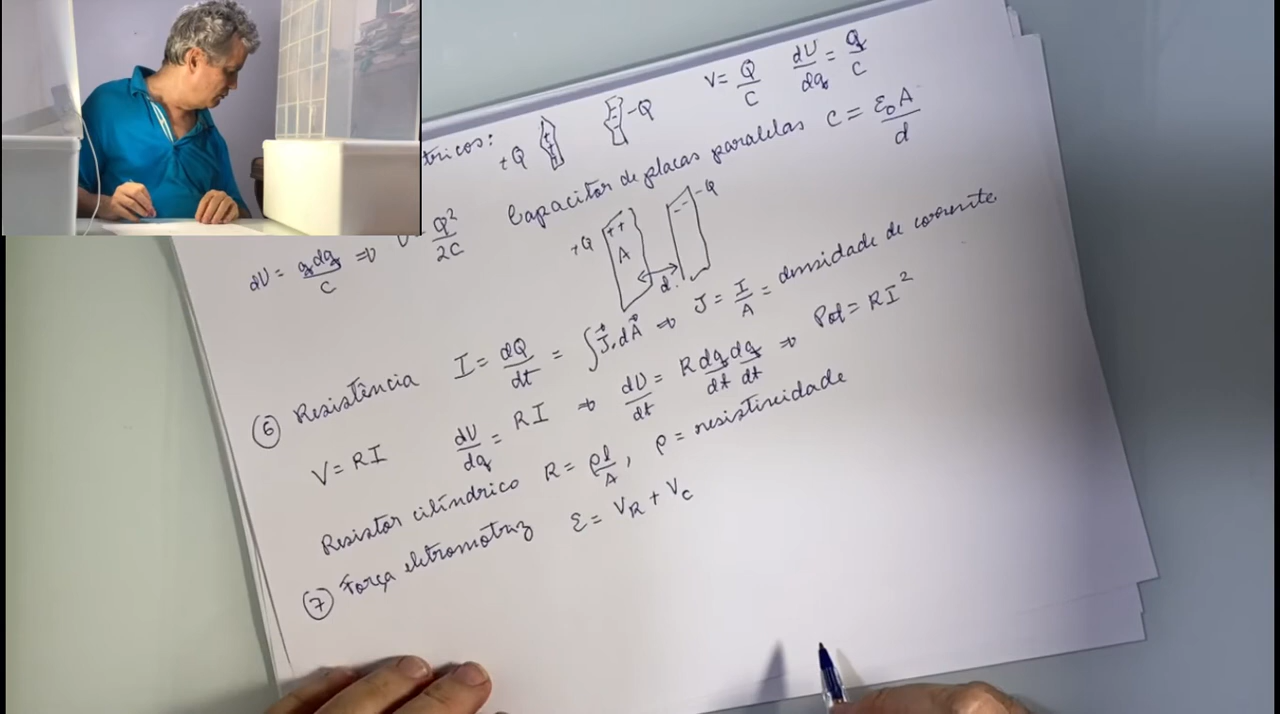 V = Q/C dU/dq = q/C
tricos: +Q -Q
Capacitor de placas paralelas C = ε₀A/d
dU = q dq/C ⇒ U = Q²/2C
+Q ++ A d -- -Q
⑥ Resistência I = dQ/dt = ∫J⃗.dA⃗ ⇒ J = I/A = densidade de corrente
V = RI dU/dq = RI ⇒ dU/dt = R dq/dt dq/dt ⇒ Pot = RI²
Resistor cilíndrico R = ρl/A, ρ = resistividade
⑦ Força eletromotriz ε = V_R + V_C